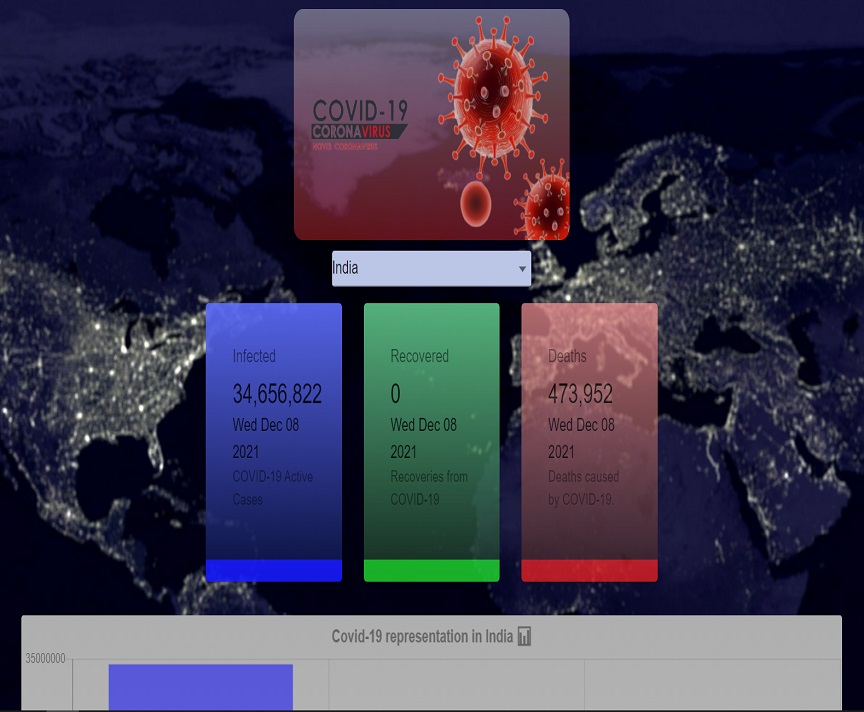 COVID-19
CORONAVIRUS
NOVEL CORONAVIRUS
India
Infected
34,656,822
Wed Dec 08
2021
COVID-19 Active
Cases
Recovered
0
Wed Dec 08
2021
Recoveries from
COVID-19
Deaths
473,952
Wed Dec 08
2021
Deaths caused
by COVID-19.
Covid-19 representation in India
35000000